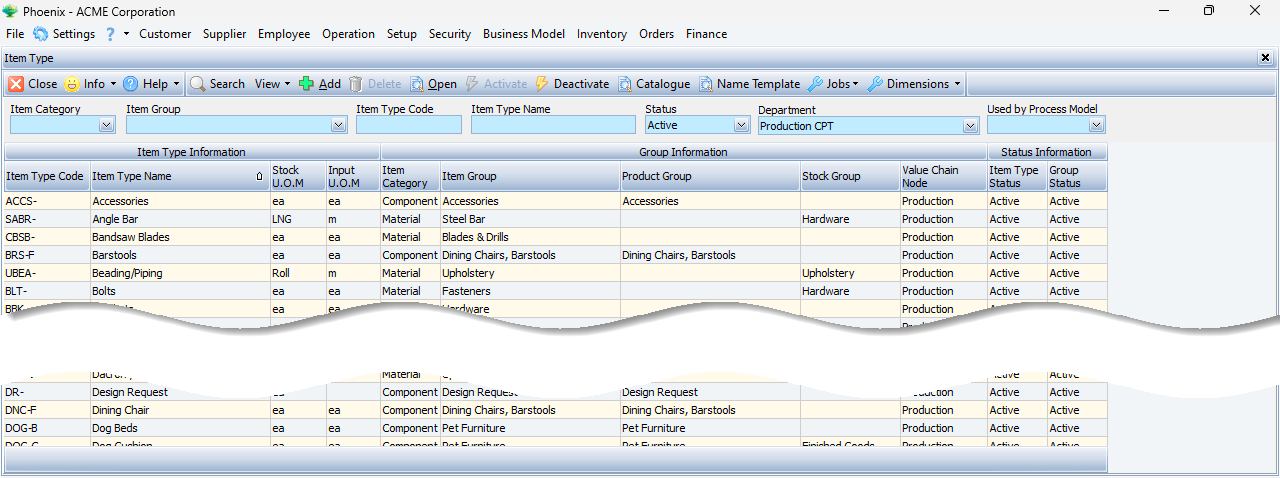 Phoenix - ACME Corporation
File Settings ? Customer Supplier Employee Operation Setup Security Business Model Inventory Orders Finance
Item Type
Close Info Help Search View Add Delete Open Activate Deactivate Catalogue Name Template Jobs Dimensions
Item Category Item Group Item Type Code Item Type Name Status Department Used by Process Model
Active Production CPT
Item Type Information Group Information Status Information
Item Type Code Item Type Name Stock U.O.M Input U.O.M Item Category Item Group Product Group Stock Group Value Chain Node Item Type Status Group Status
ACCS- Accessories ea ea Component Accessories Accessories Production Active Active
SABR- Angle Bar LNG m Material Steel Bar Hardware Production Active Active
CBSB- Bandsaw Blades ea ea Material Blades & Drills Production Active Active
BRS-F Barstools ea ea Component Dining Chairs, Barstools Dining Chairs, Barstools Production Active Active
UBEA- Beading/Piping Roll m Material Upholstery Upholstery Production Active Active
BLT- Bolts ea ea Material Fasteners Hardware Production Active Active
ea ea Hardware Production
Material Active Active
DR- Design Request Component Design Request Design Request Production Active Active
DNC-F Dining Chair ea ea Component Dining Chairs, Barstools Dining Chairs, Barstools Production Active Active
DOG-B Dog Beds ea ea Component Pet Furniture Pet Furniture Production Active Active
DOG-C Dog Cushion ea ea Component Pet Furniture Pet Furniture Finished Goods Production Active Active